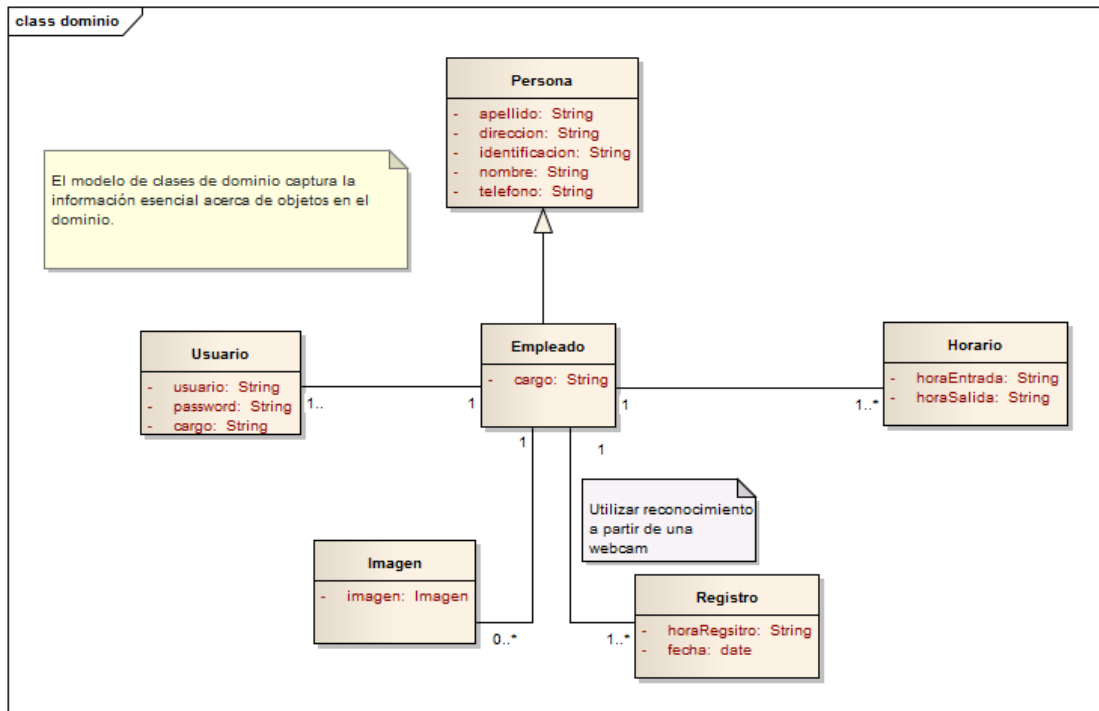 class dominio
Persona
- apellido: String
- direccion: String
- identificacion: String
- nombre: String
- telefono: String
El modelo de clases de dominio captura la
información esencial acerca de objetos en el
dominio.
Usuario
- usuario: String
- password: String
- cargo: String
1..
1
Empleado
- cargo: String
1
1..*
Horario
- horaEntrada: String
- horaSalida: String
1
1
Utilizar reconocimiento
a partir de una
webcam
Imagen
- imagen: Imagen
0..*
1..*
Registro
- horaRegsitro: String
- fecha: date